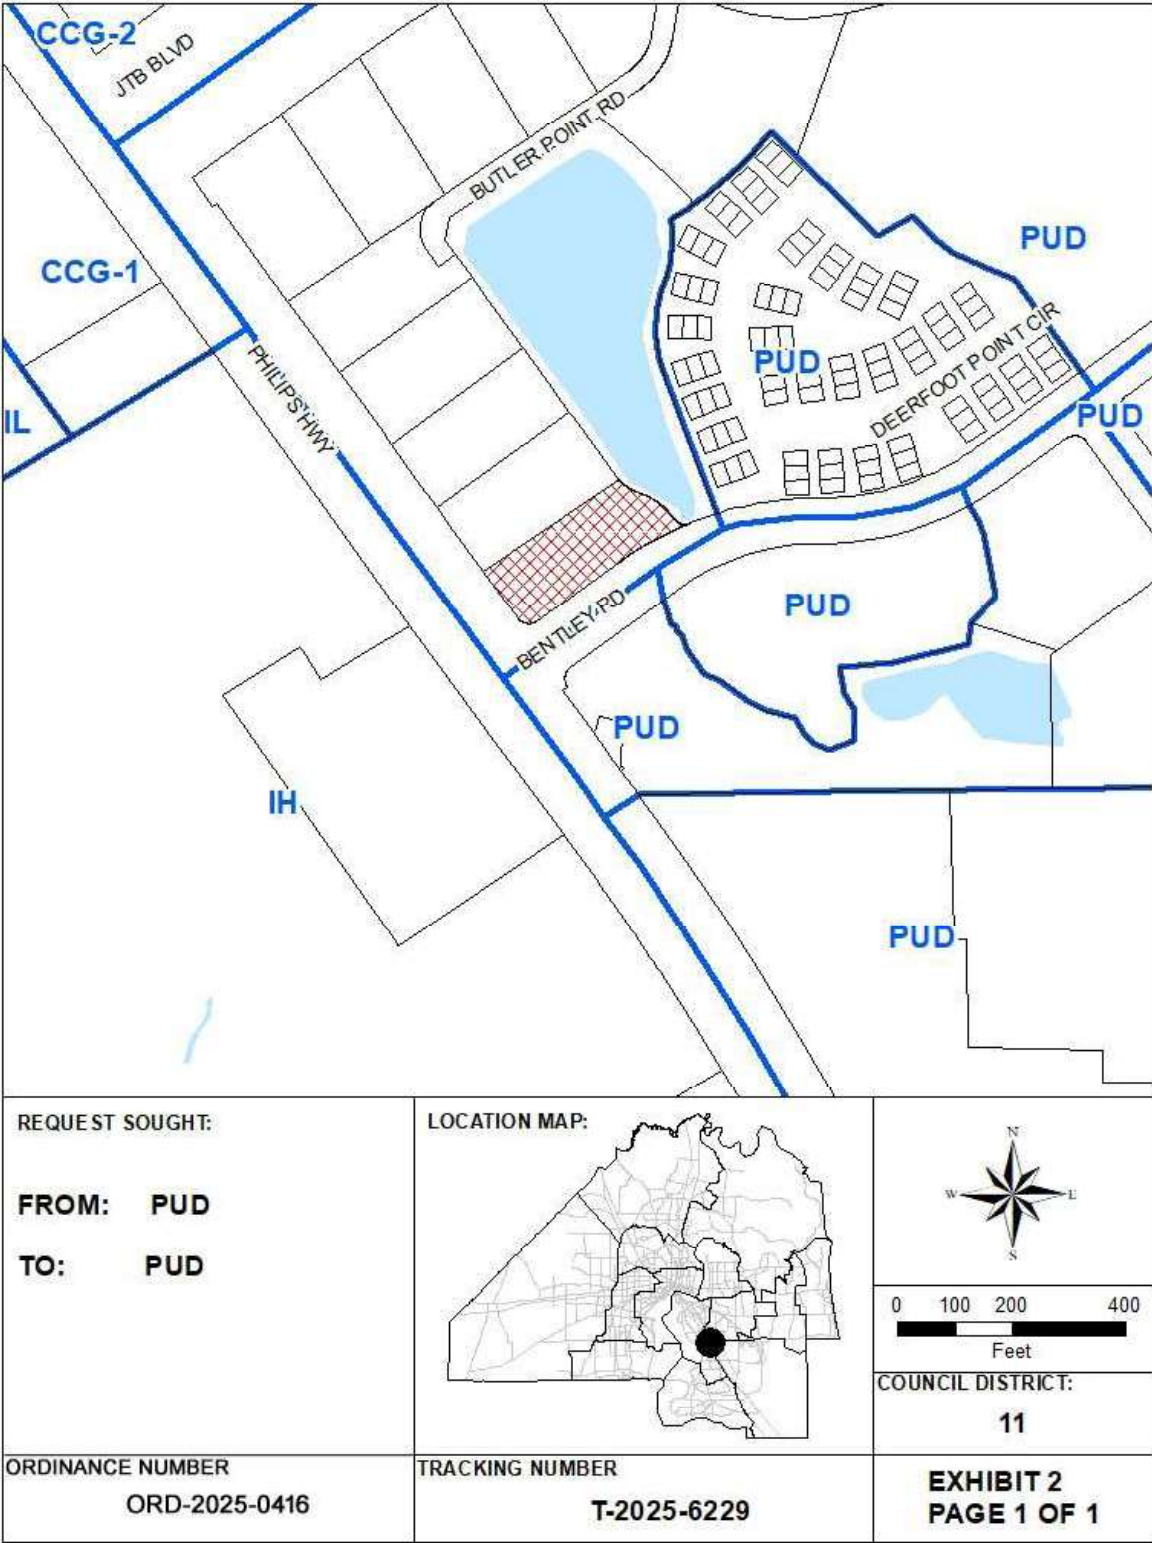 CCG-2
JTB BLVD
BUTLER POINT RD
PUD
CCG-1
DEERFOOT POINT CIR
PHILIPS HWY
PUD
PUD
IL
PUD
BENTLEY RD
PUD
IH
PUD
REQUEST SOUGHT:
FROM: PUD
TO: PUD
LOCATION MAP:
N
W E
S
0 100 200 400
Feet
COUNCIL DISTRICT:
11
ORDINANCE NUMBER
ORD-2025-0416
TRACKING NUMBER
T-2025-6229
EXHIBIT 2
PAGE 1 OF 1